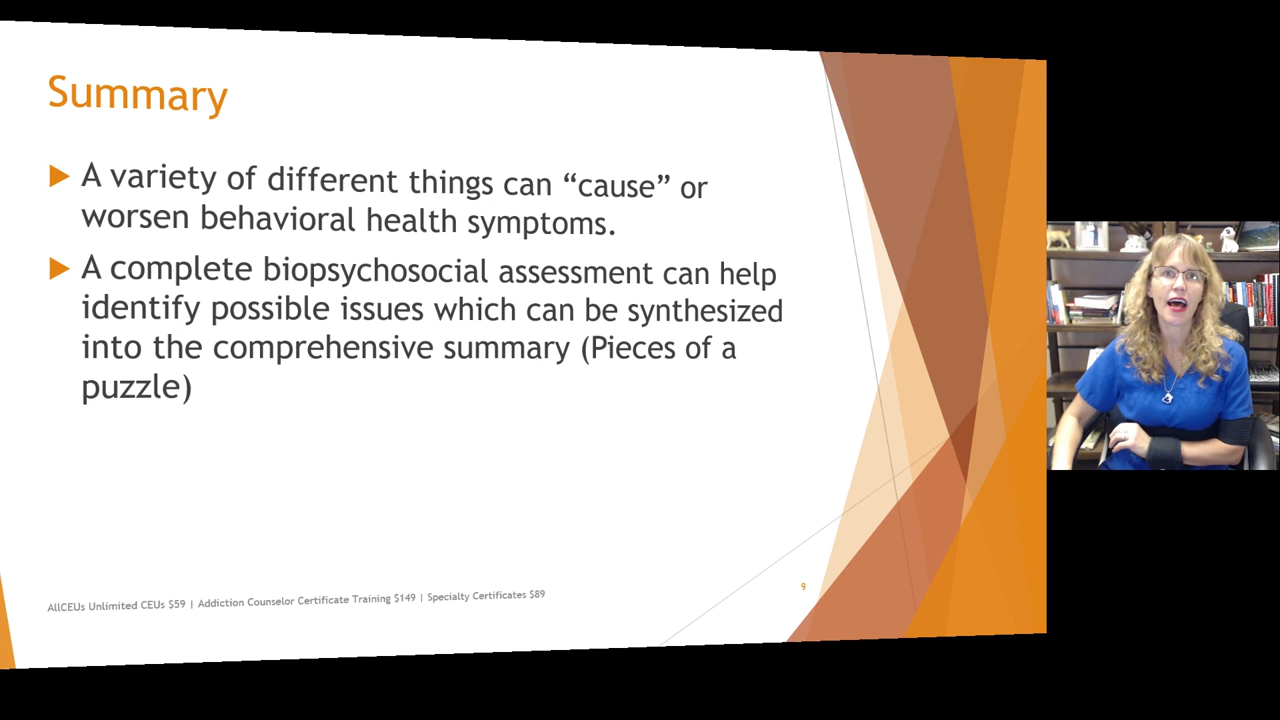 Summary
A variety of different things can “cause” or
worsen behavioral health symptoms.
A complete biopsychosocial assessment can help
identify possible issues which can be synthesized
into the comprehensive summary (Pieces of a
puzzle)
9
AllCEUs Unlimited CEUs $59 | Addiction Counselor Certificate Training $149 | Specialty Certificates $89